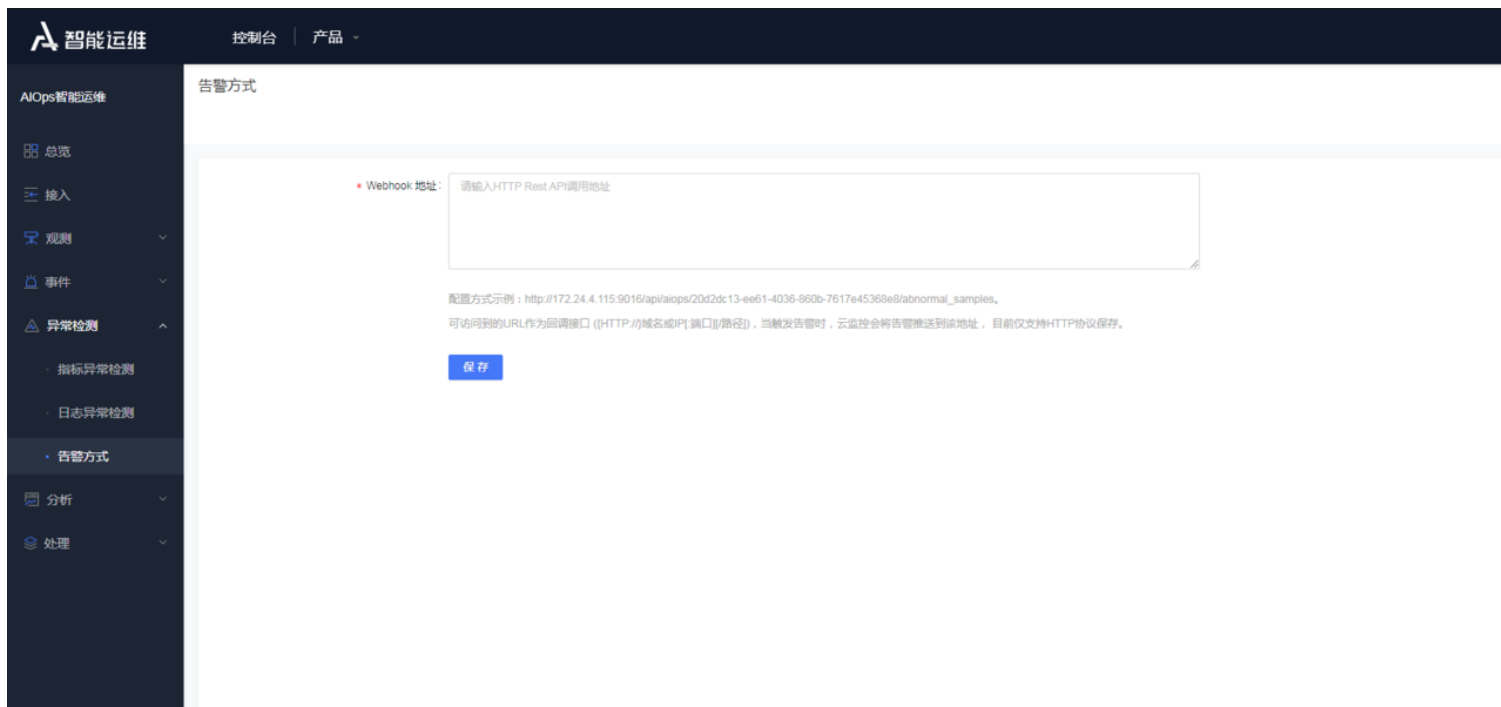 智能运维
控制台
产品
AIOps智能运维
总览
接入
观测
事件
异常检测
指标异常检测
日志异常检测
告警方式
分析
处理
告警方式
* Webhook 地址:
请输入HTTP Rest API调用地址
配置方式示例：http://172.24.4.115:9016/api/aiops/20d2dc13-ee61-4036-860b-7617e45368e8/abnormal_samples。
可访问到的URL作为回调接口 ([HTTP://]域名或IP[:端口][/路径])，当触发告警时，云监控会将告警推送到该地址， 目前仅支持HTTP协议保存。
保 存